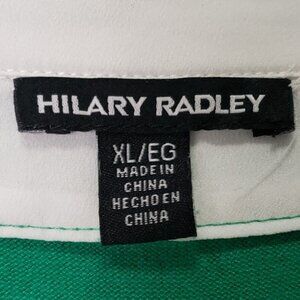 HILARY RADLEY
XL/EG
MADE IN
CHINA
HECHO EN
CHINA